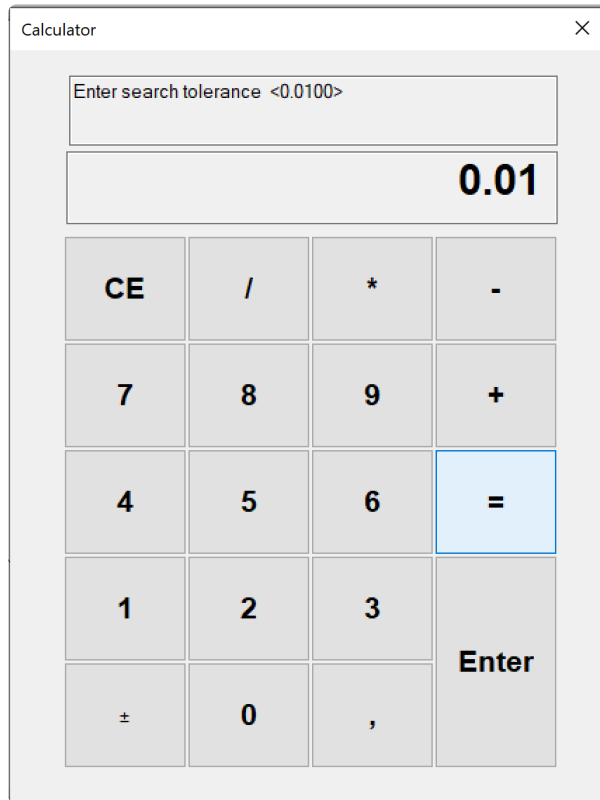 Calculator
Enter search tolerance <0.0100>
0.01
CE / * -
7 8 9 +
4 5 6 =
1 2 3
Enter
± 0 ,